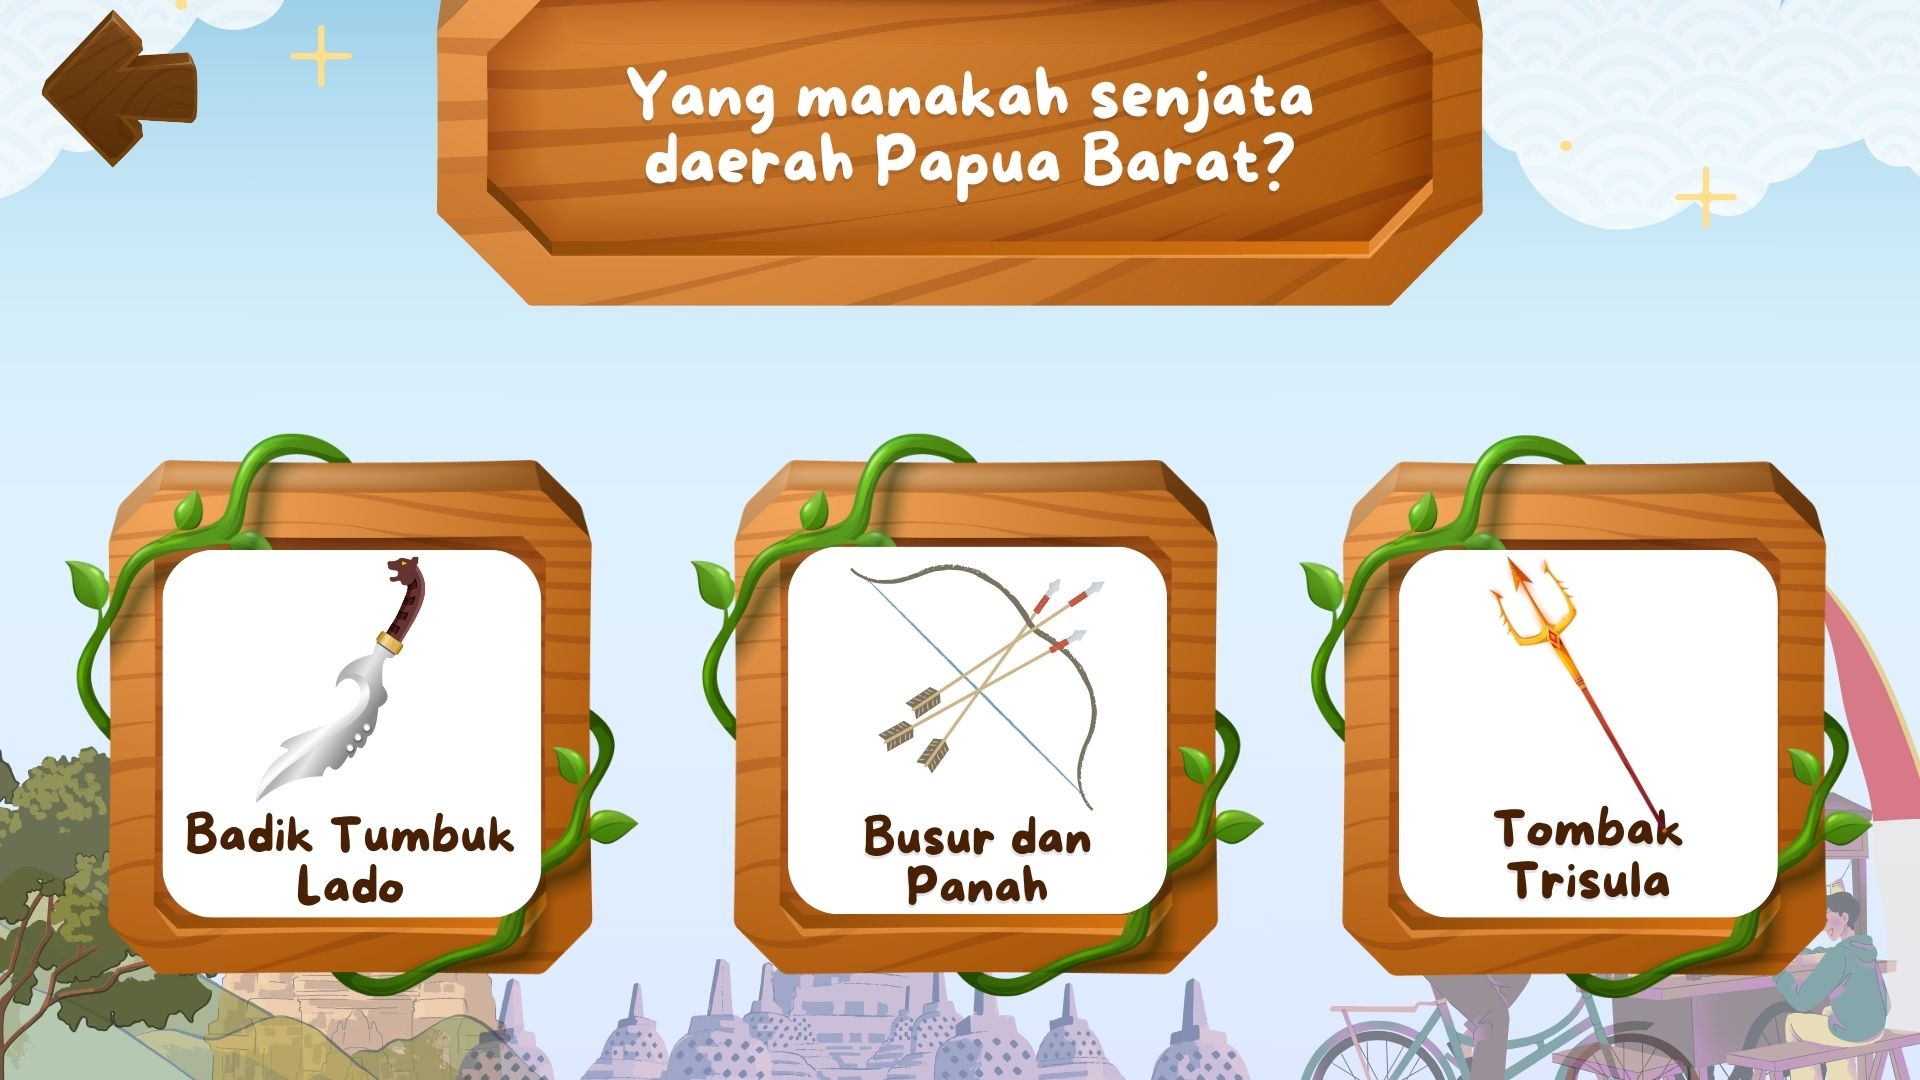 Yang manakah senjata
daerah Papua Barat?
Badik Tumbuk
Lado
Busur dan
Panah
Tombak
Trisula